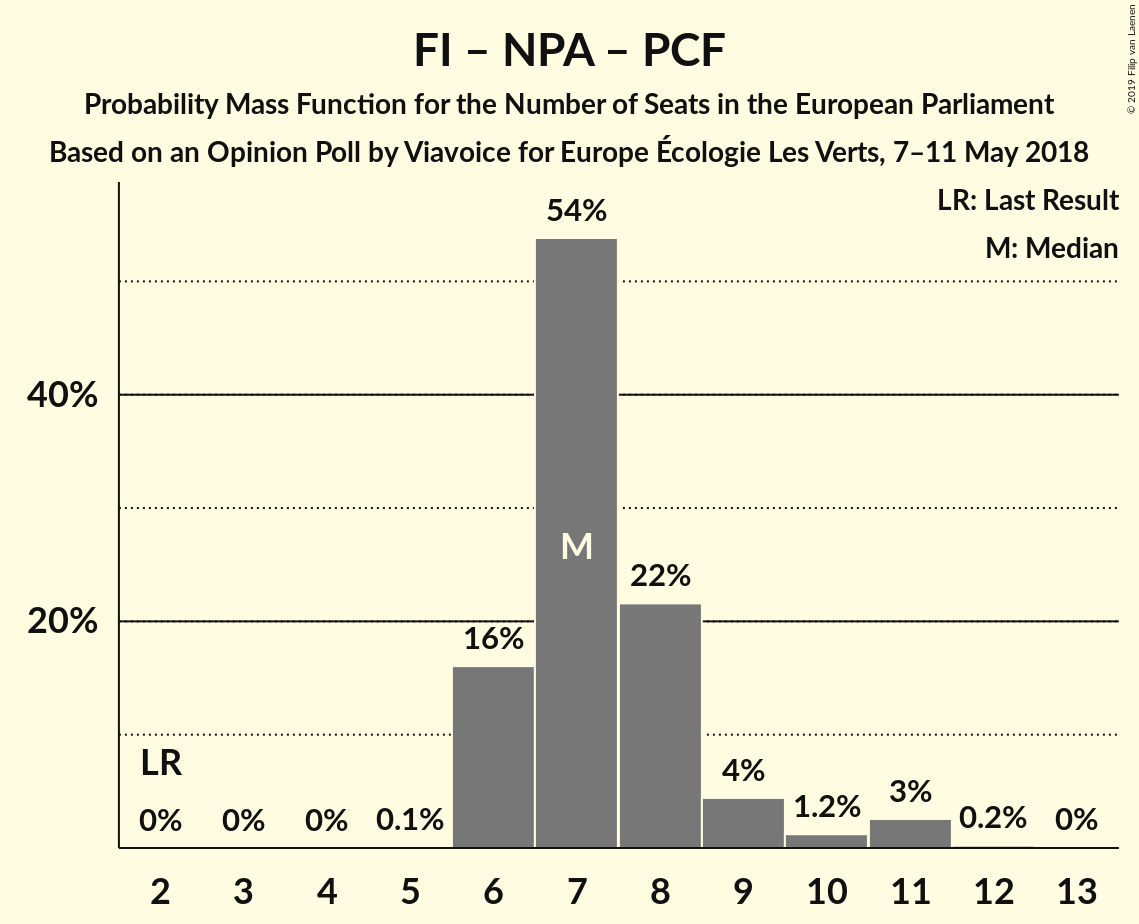 FI – NPA – PCF
Probability Mass Function for the Number of Seats in the European Parliament
Based on an Opinion Poll by Viavoice for Europe Écologie Les Verts, 7–11 May 2018
© 2019 Filip van Laenen
LR: Last Result
M: Median
40%
20%
LR
0%
0%
0%
0.1%
16%
54%
M
22%
4%
1.2%
3%
0.2%
0%
2 3 4 5 6 7 8 9 10 11 12 13